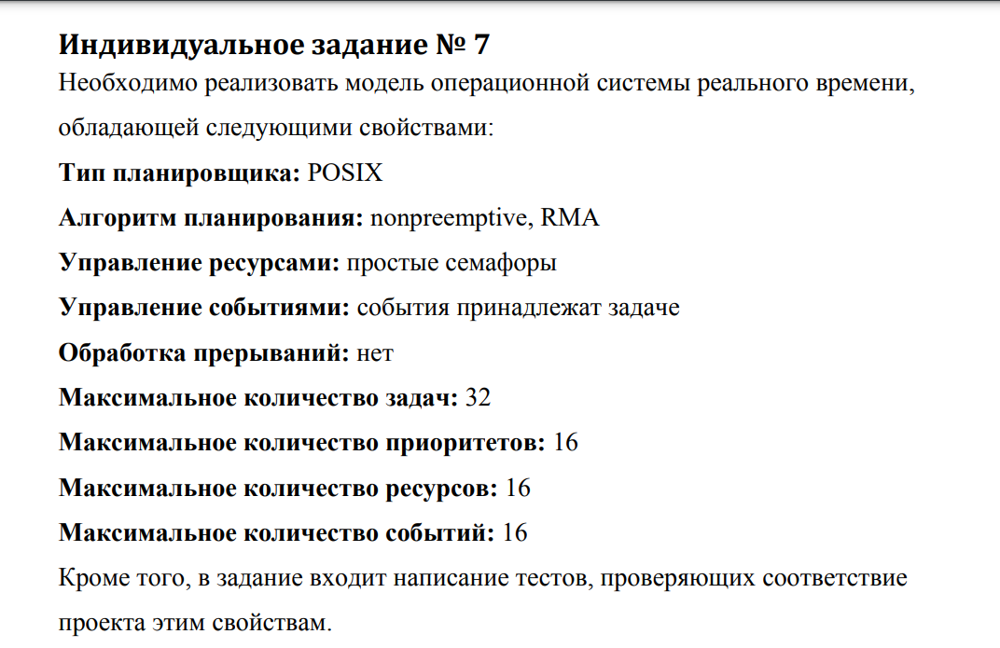 Индивидуальное задание № 7
Необходимо реализовать модель операционной системы реального времени,
обладающей следующими свойствами:
Тип планировщика: POSIX
Алгоритм планирования: nonpreemptive, RMA
Управление ресурсами: простые семафоры
Управление событиями: события принадлежат задаче
Обработка прерываний: нет
Максимальное количество задач: 32
Максимальное количество приоритетов: 16
Максимальное количество ресурсов: 16
Максимальное количество событий: 16
Кроме того, в задание входит написание тестов, проверяющих соответствие
проекта этим свойствам.